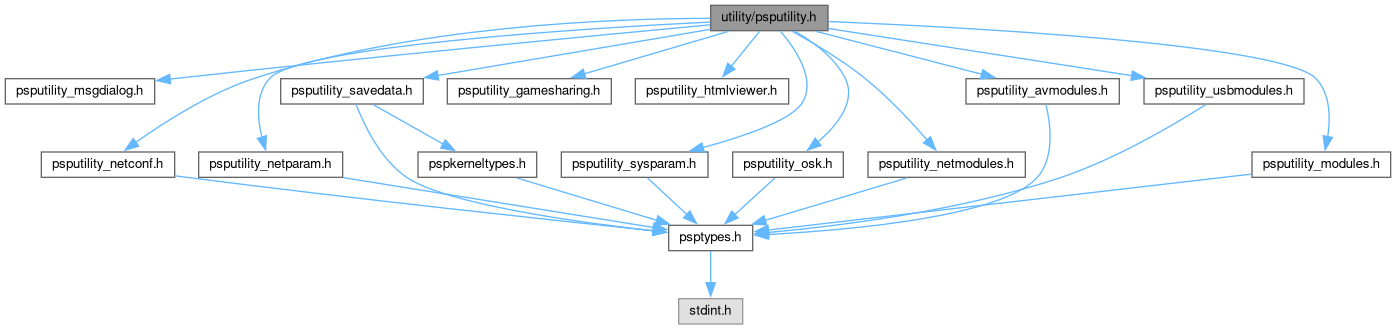 utility/psputility.h
psputility_msgdialog.h
psputility_savedata.h
psputility_gamesharing.h
psputility_htmlviewer.h
psputility_avmodules.h
psputility_usbmodules.h
psputility_netconf.h
psputility_netparam.h
pspkerneltypes.h
psputility_sysparam.h
psputility_osk.h
psputility_netmodules.h
psputility_modules.h
psptypes.h
stdint.h